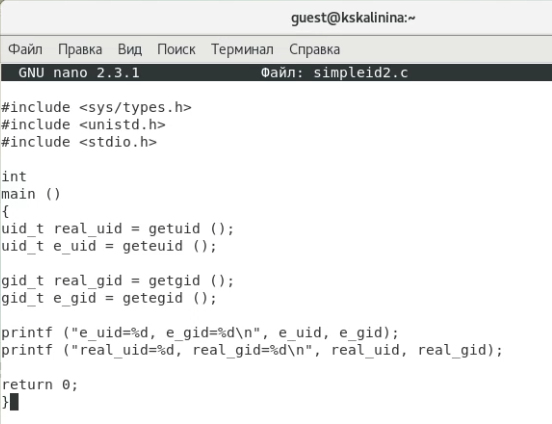 guest@kskalinina:~
Файл Правка Вид Поиск Терминал Справка
GNU nano 2.3.1 Файл: simpleid2.c
#include <sys/types.h>
#include <unistd.h>
#include <stdio.h>
int
main ()
{
uid_t real_uid = getuid ();
uid_t e_uid = geteuid ();
gid_t real_gid = getgid ();
gid_t e_gid = getegid ();
printf ("e_uid=%d, e_gid=%d\n", e_uid, e_gid);
printf ("real_uid=%d, real_gid=%d\n", real_uid, real_gid);
return 0;
}